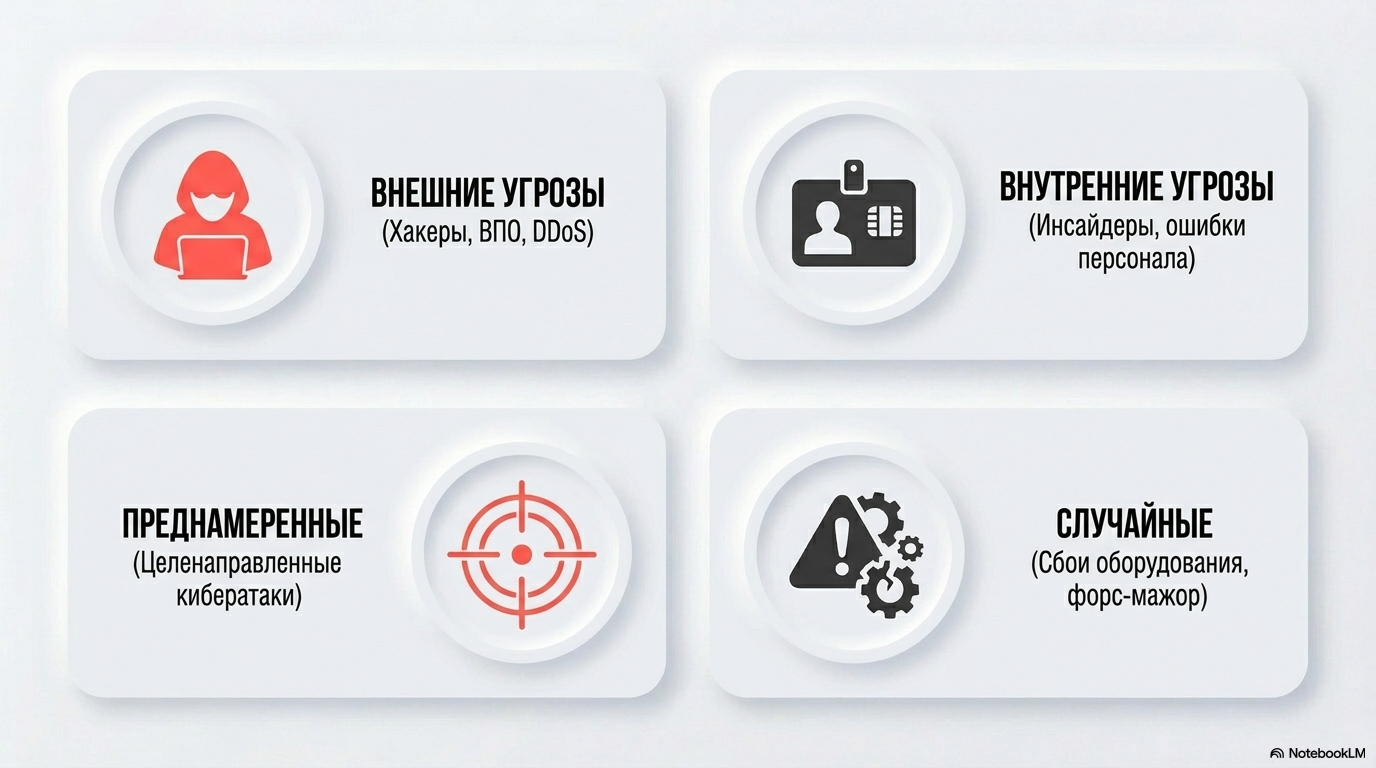 ВНЕШНИЕ УГРОЗЫ
(Хакеры, ВПО, DDoS)
ВНУТРЕННИЕ УГРОЗЫ
(Инсайдеры, ошибки
персонала)
ПРЕДНАМЕРЕННЫЕ
(Целенаправленные
кибератаки)
СЛУЧАЙНЫЕ
(Сбои оборудования,
форс-мажор)
NotebookLM